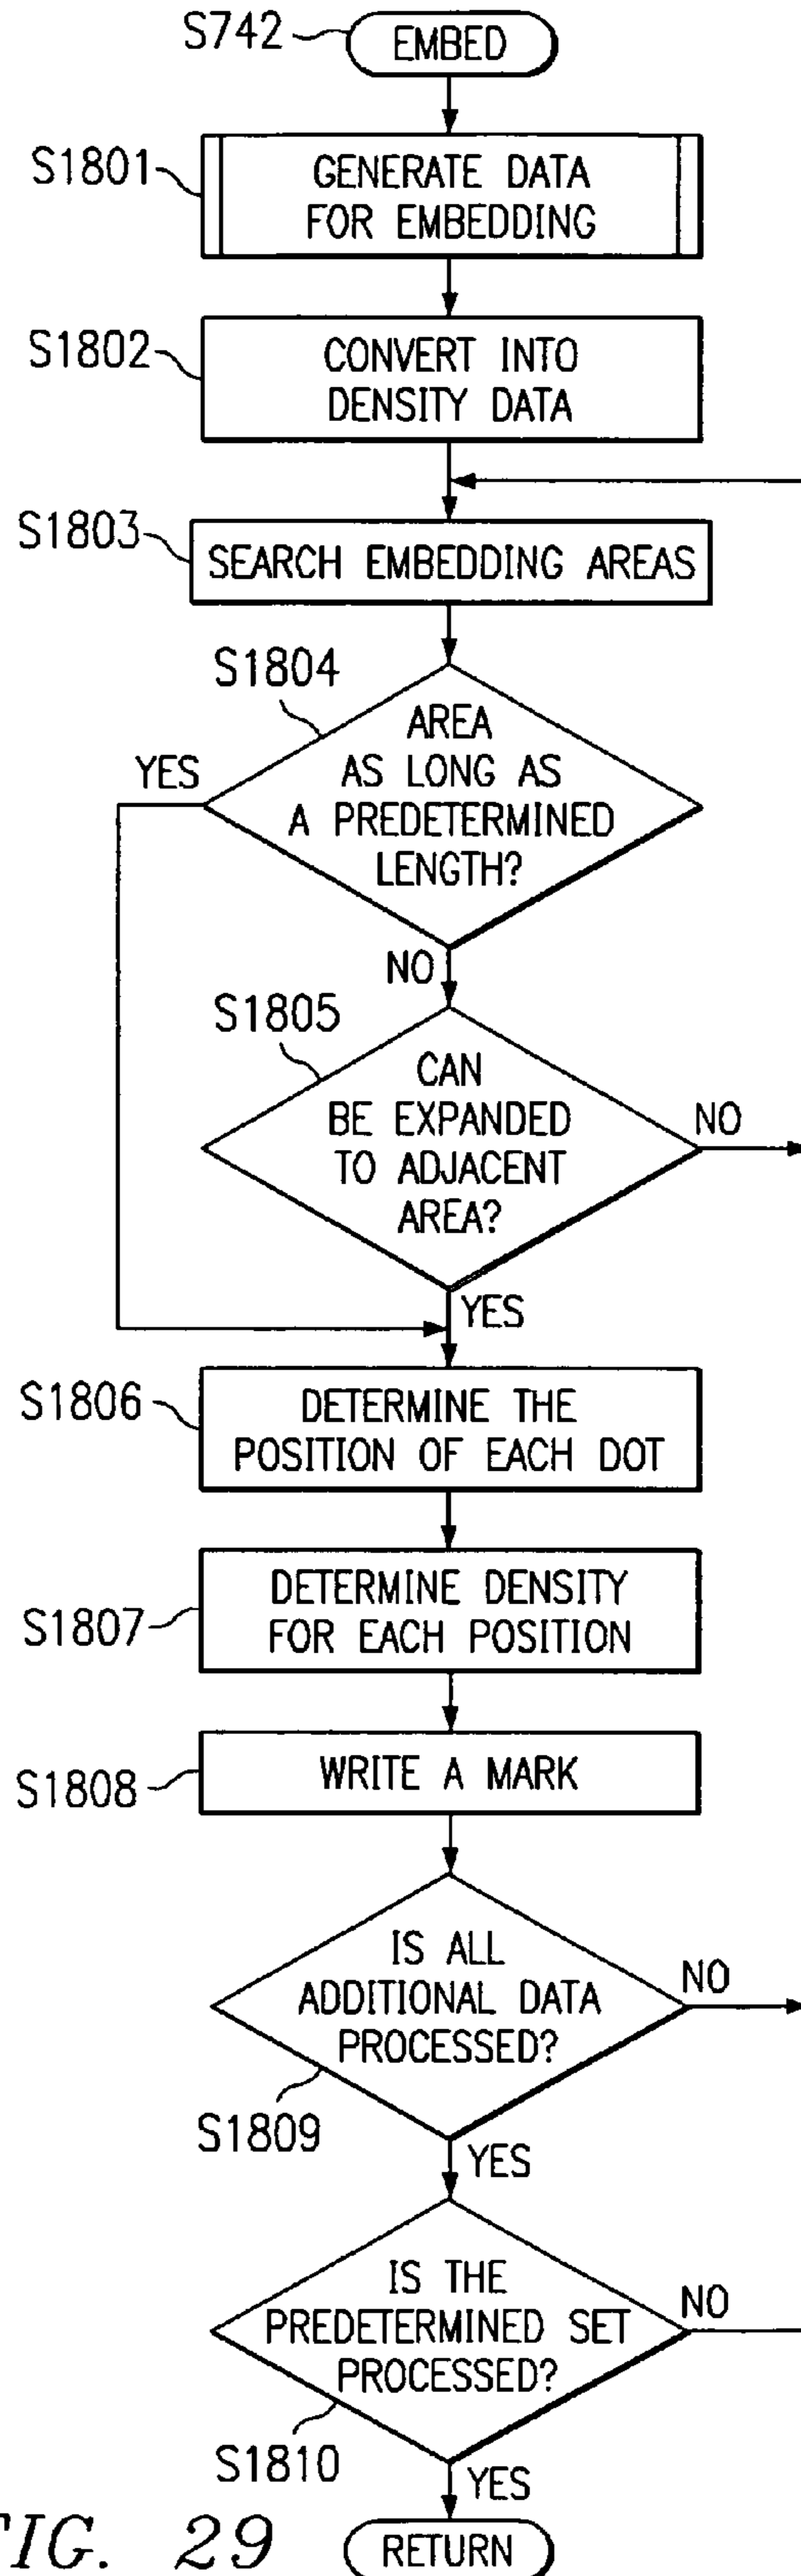 S742
EMBED
S1801
GENERATE DATA
FOR EMBEDDING
S1802
CONVERT INTO
DENSITY DATA
S1803
SEARCH EMBEDDING AREAS
S1804
AREA
AS LONG AS
A PREDETERMINED
LENGTH?
YES
NO
S1805
CAN
BE EXPANDED
TO ADJACENT
AREA?
NO
YES
S1806
DETERMINE THE
POSITION OF EACH DOT
S1807
DETERMINE DENSITY
FOR EACH POSITION
S1808
WRITE A MARK
IS ALL
ADDITIONAL DATA
PROCESSED?
NO
S1809
YES
IS THE
PREDETERMINED SET
PROCESSED?
NO
S1810
YES
FIG. 29
RETURN